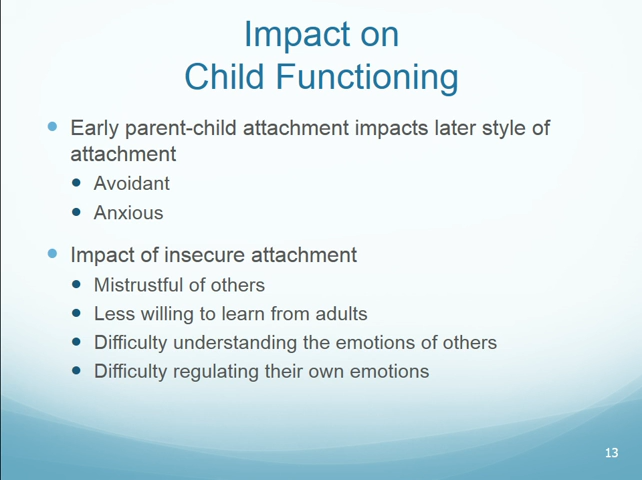 Impact on
Child Functioning
Early parent-child attachment impacts later style of
attachment
Avoidant
Anxious
Impact of insecure attachment
Mistrustful of others
Less willing to learn from adults
Difficulty understanding the emotions of others
Difficulty regulating their own emotions
13